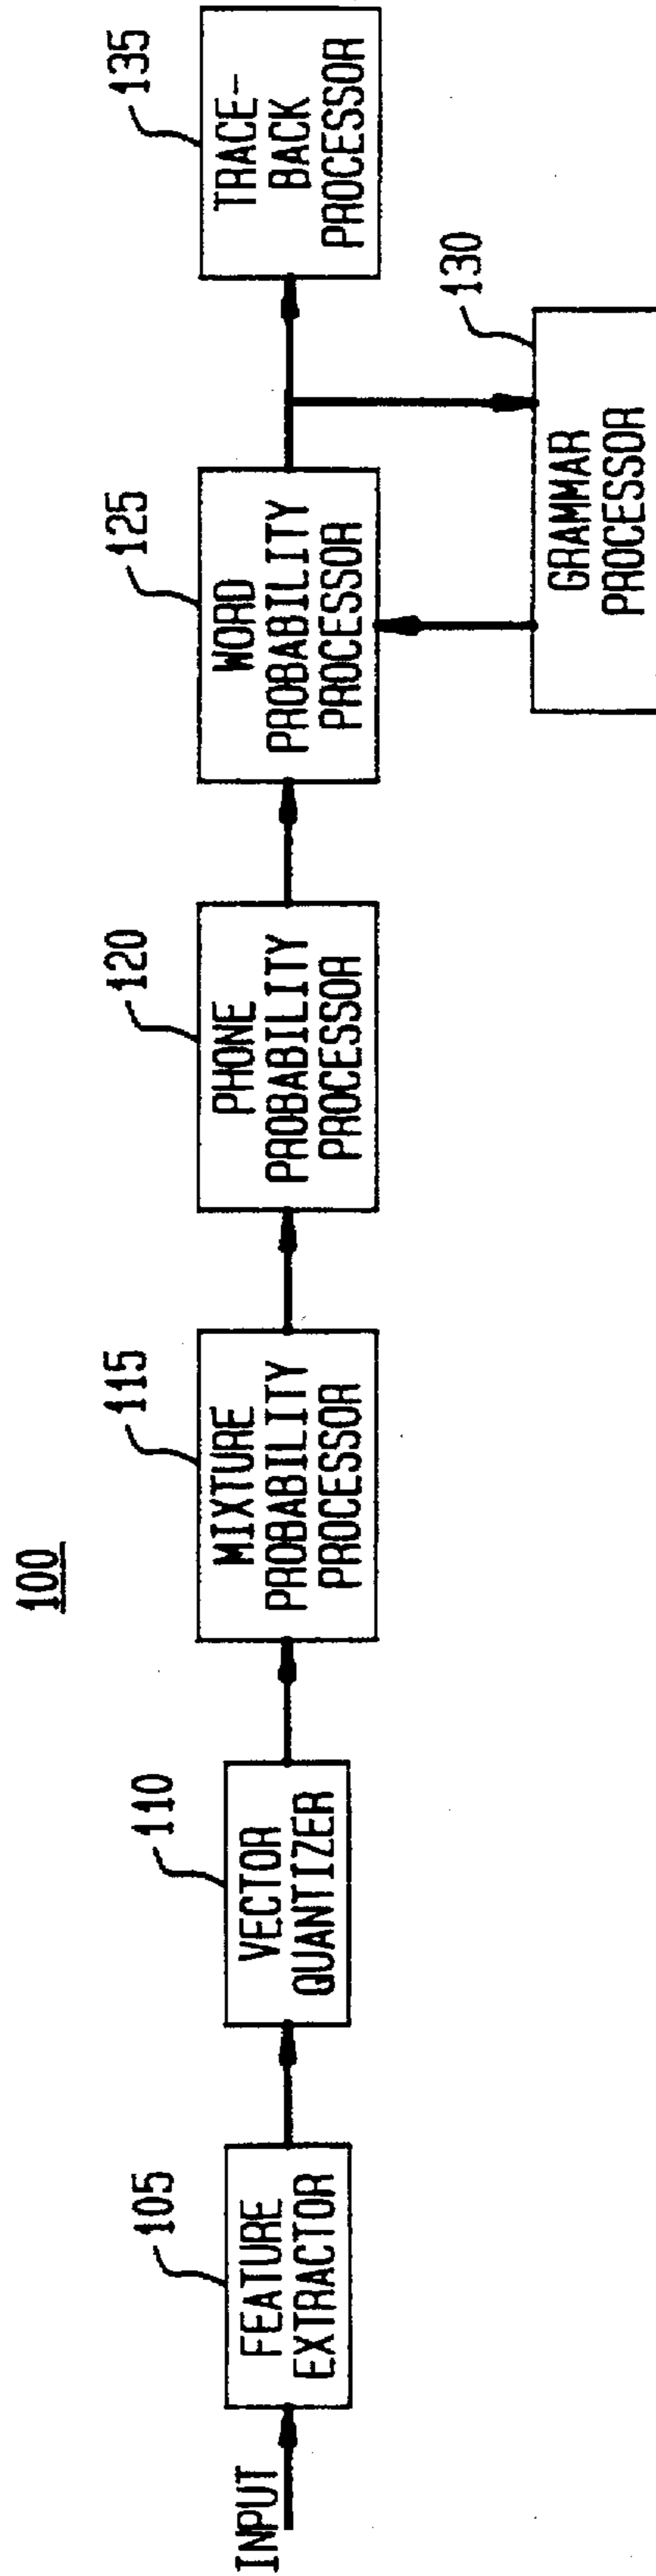 100
INPUT
105
FEATURE
EXTRACTOR
110
VECTOR
QUANTIZER
115
MIXTURE
PROBABILITY
PROCESSOR
120
PHONE
PROBABILITY
PROCESSOR
125
WORD
PROBABILITY
PROCESSOR
130
GRAMMAR
PROCESSOR
135
TRACE-
BACK
PROCESSOR